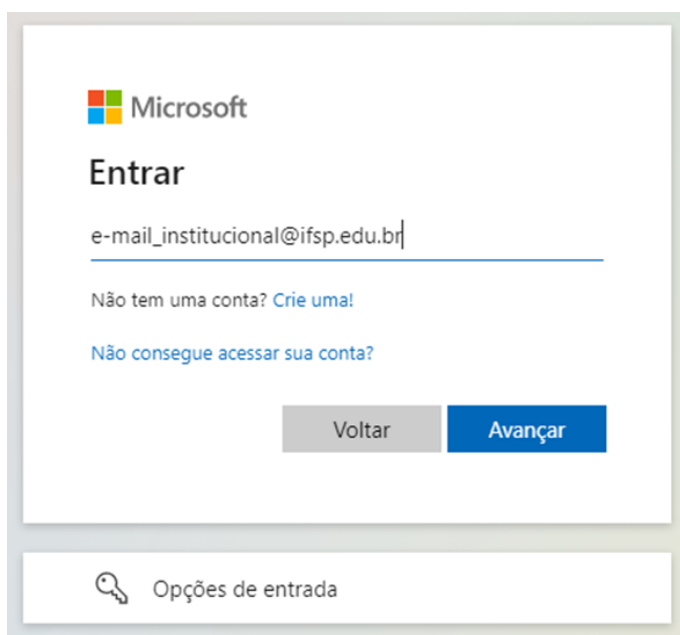 Microsoft
Entrar
e-mail_institucional@ifsp.edu.br
Não tem uma conta? Crie uma!
Não consegue acessar sua conta?
Voltar
Avançar
Opções de entrada